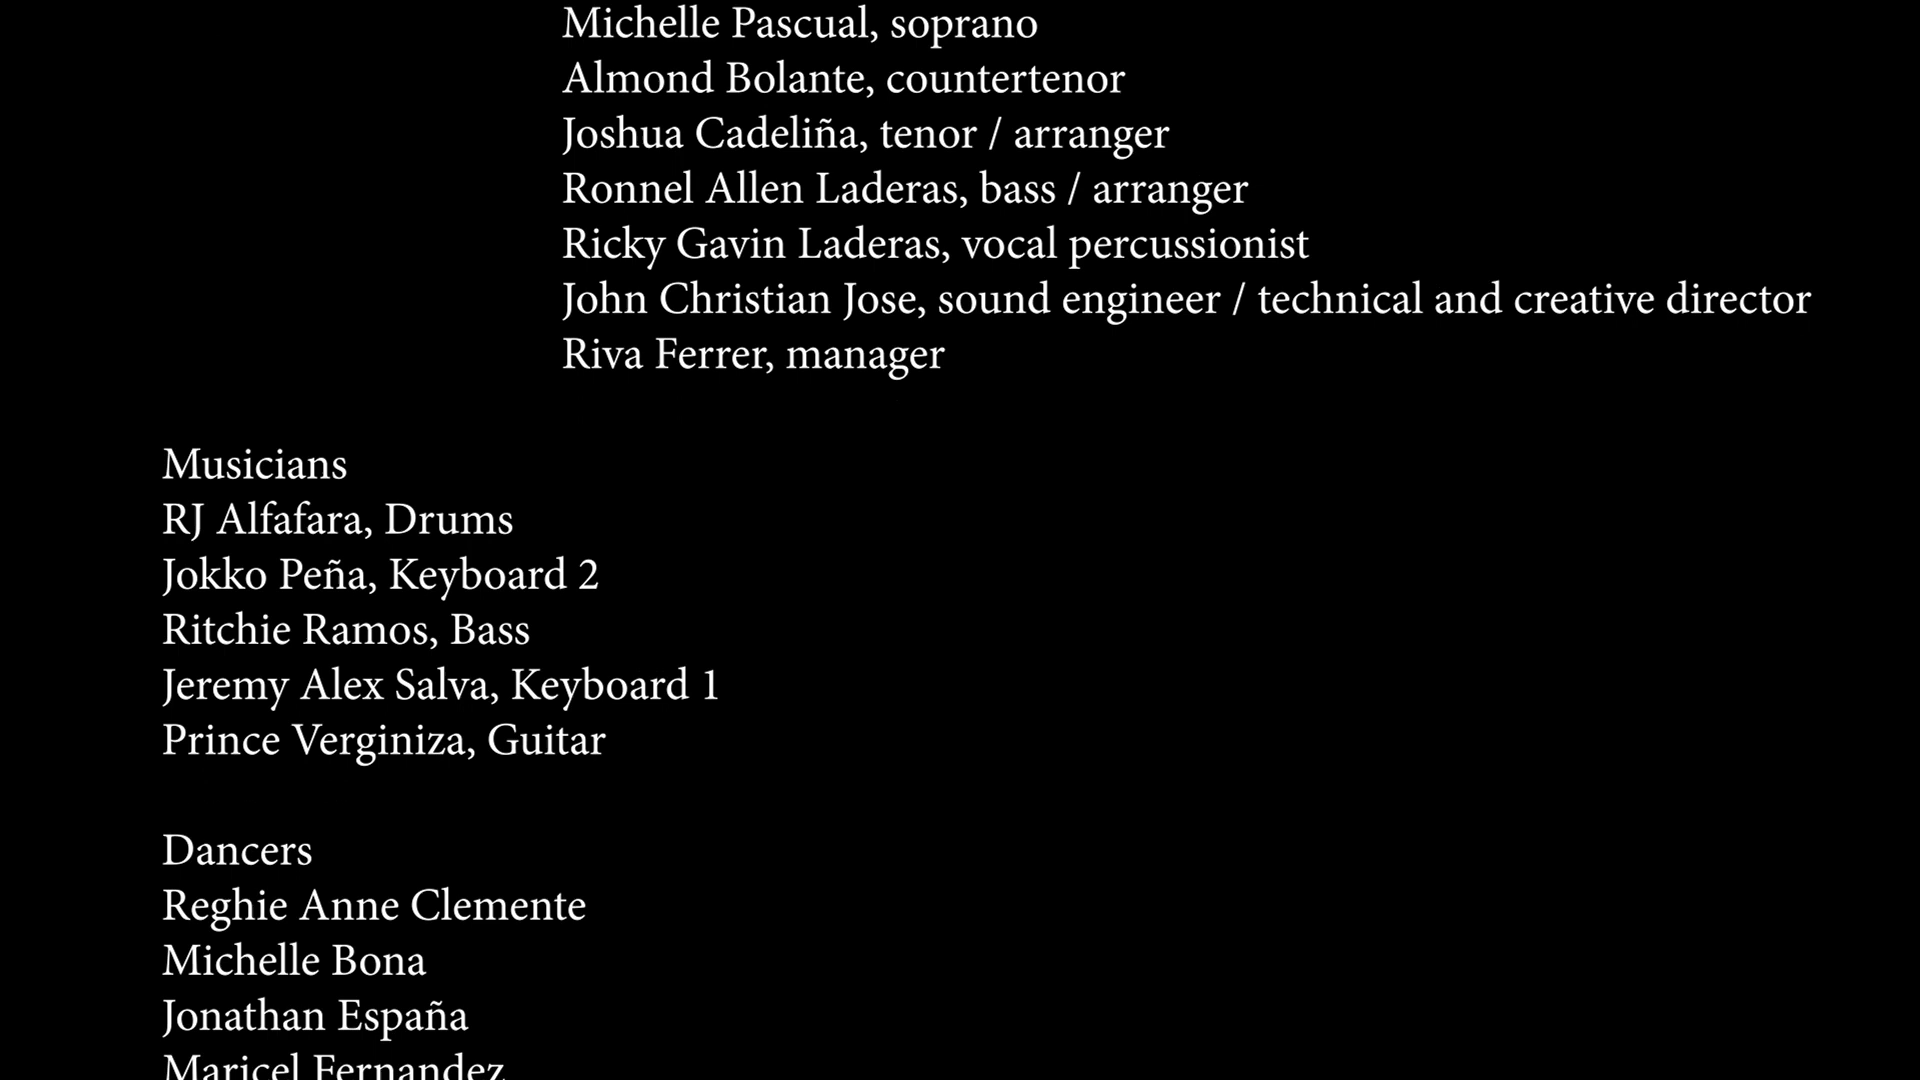 Michelle Pascual, soprano
Almond Bolante, countertenor
Joshua Cadeliña, tenor / arranger
Ronnel Allen Laderas, bass / arranger
Ricky Gavin Laderas, vocal percussionist
John Christian Jose, sound engineer / technical and creative director
Riva Ferrer, manager
Musicians
RJ Alfafara, Drums
Jokko Peña, Keyboard 2
Ritchie Ramos, Bass
Jeremy Alex Salva, Keyboard 1
Prince Verginiza, Guitar
Dancers
Reghie Anne Clemente
Michelle Bona
Jonathan España
Maricel Fernandez